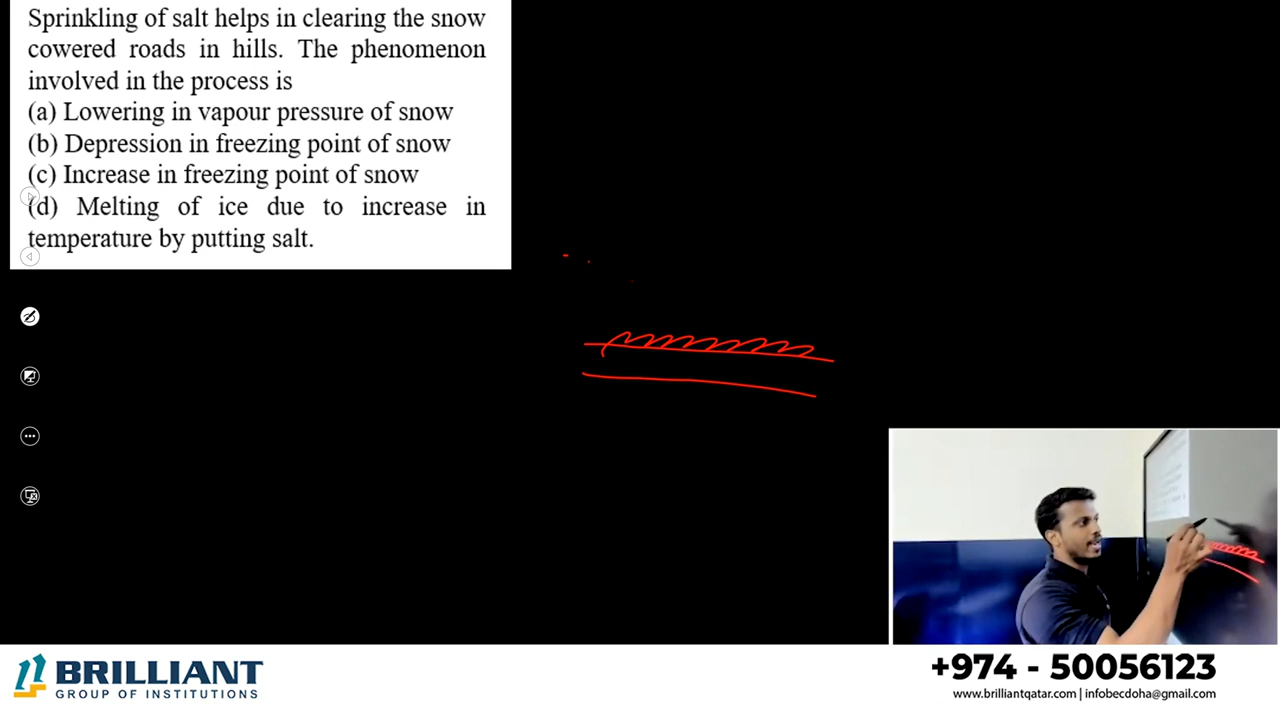 Sprinkling of salt helps in clearing the snow
cowered roads in hills. The phenomenon
involved in the process is
(a) Lowering in vapour pressure of snow
(b) Depression in freezing point of snow
(c) Increase in freezing point of snow
(d) Melting of ice due to increase in
temperature by putting salt.
BRILLIANT
GROUP OF INSTITUTIONS
+974 - 50056123
www.brilliantqatar.com | infobecdoha@gmail.com